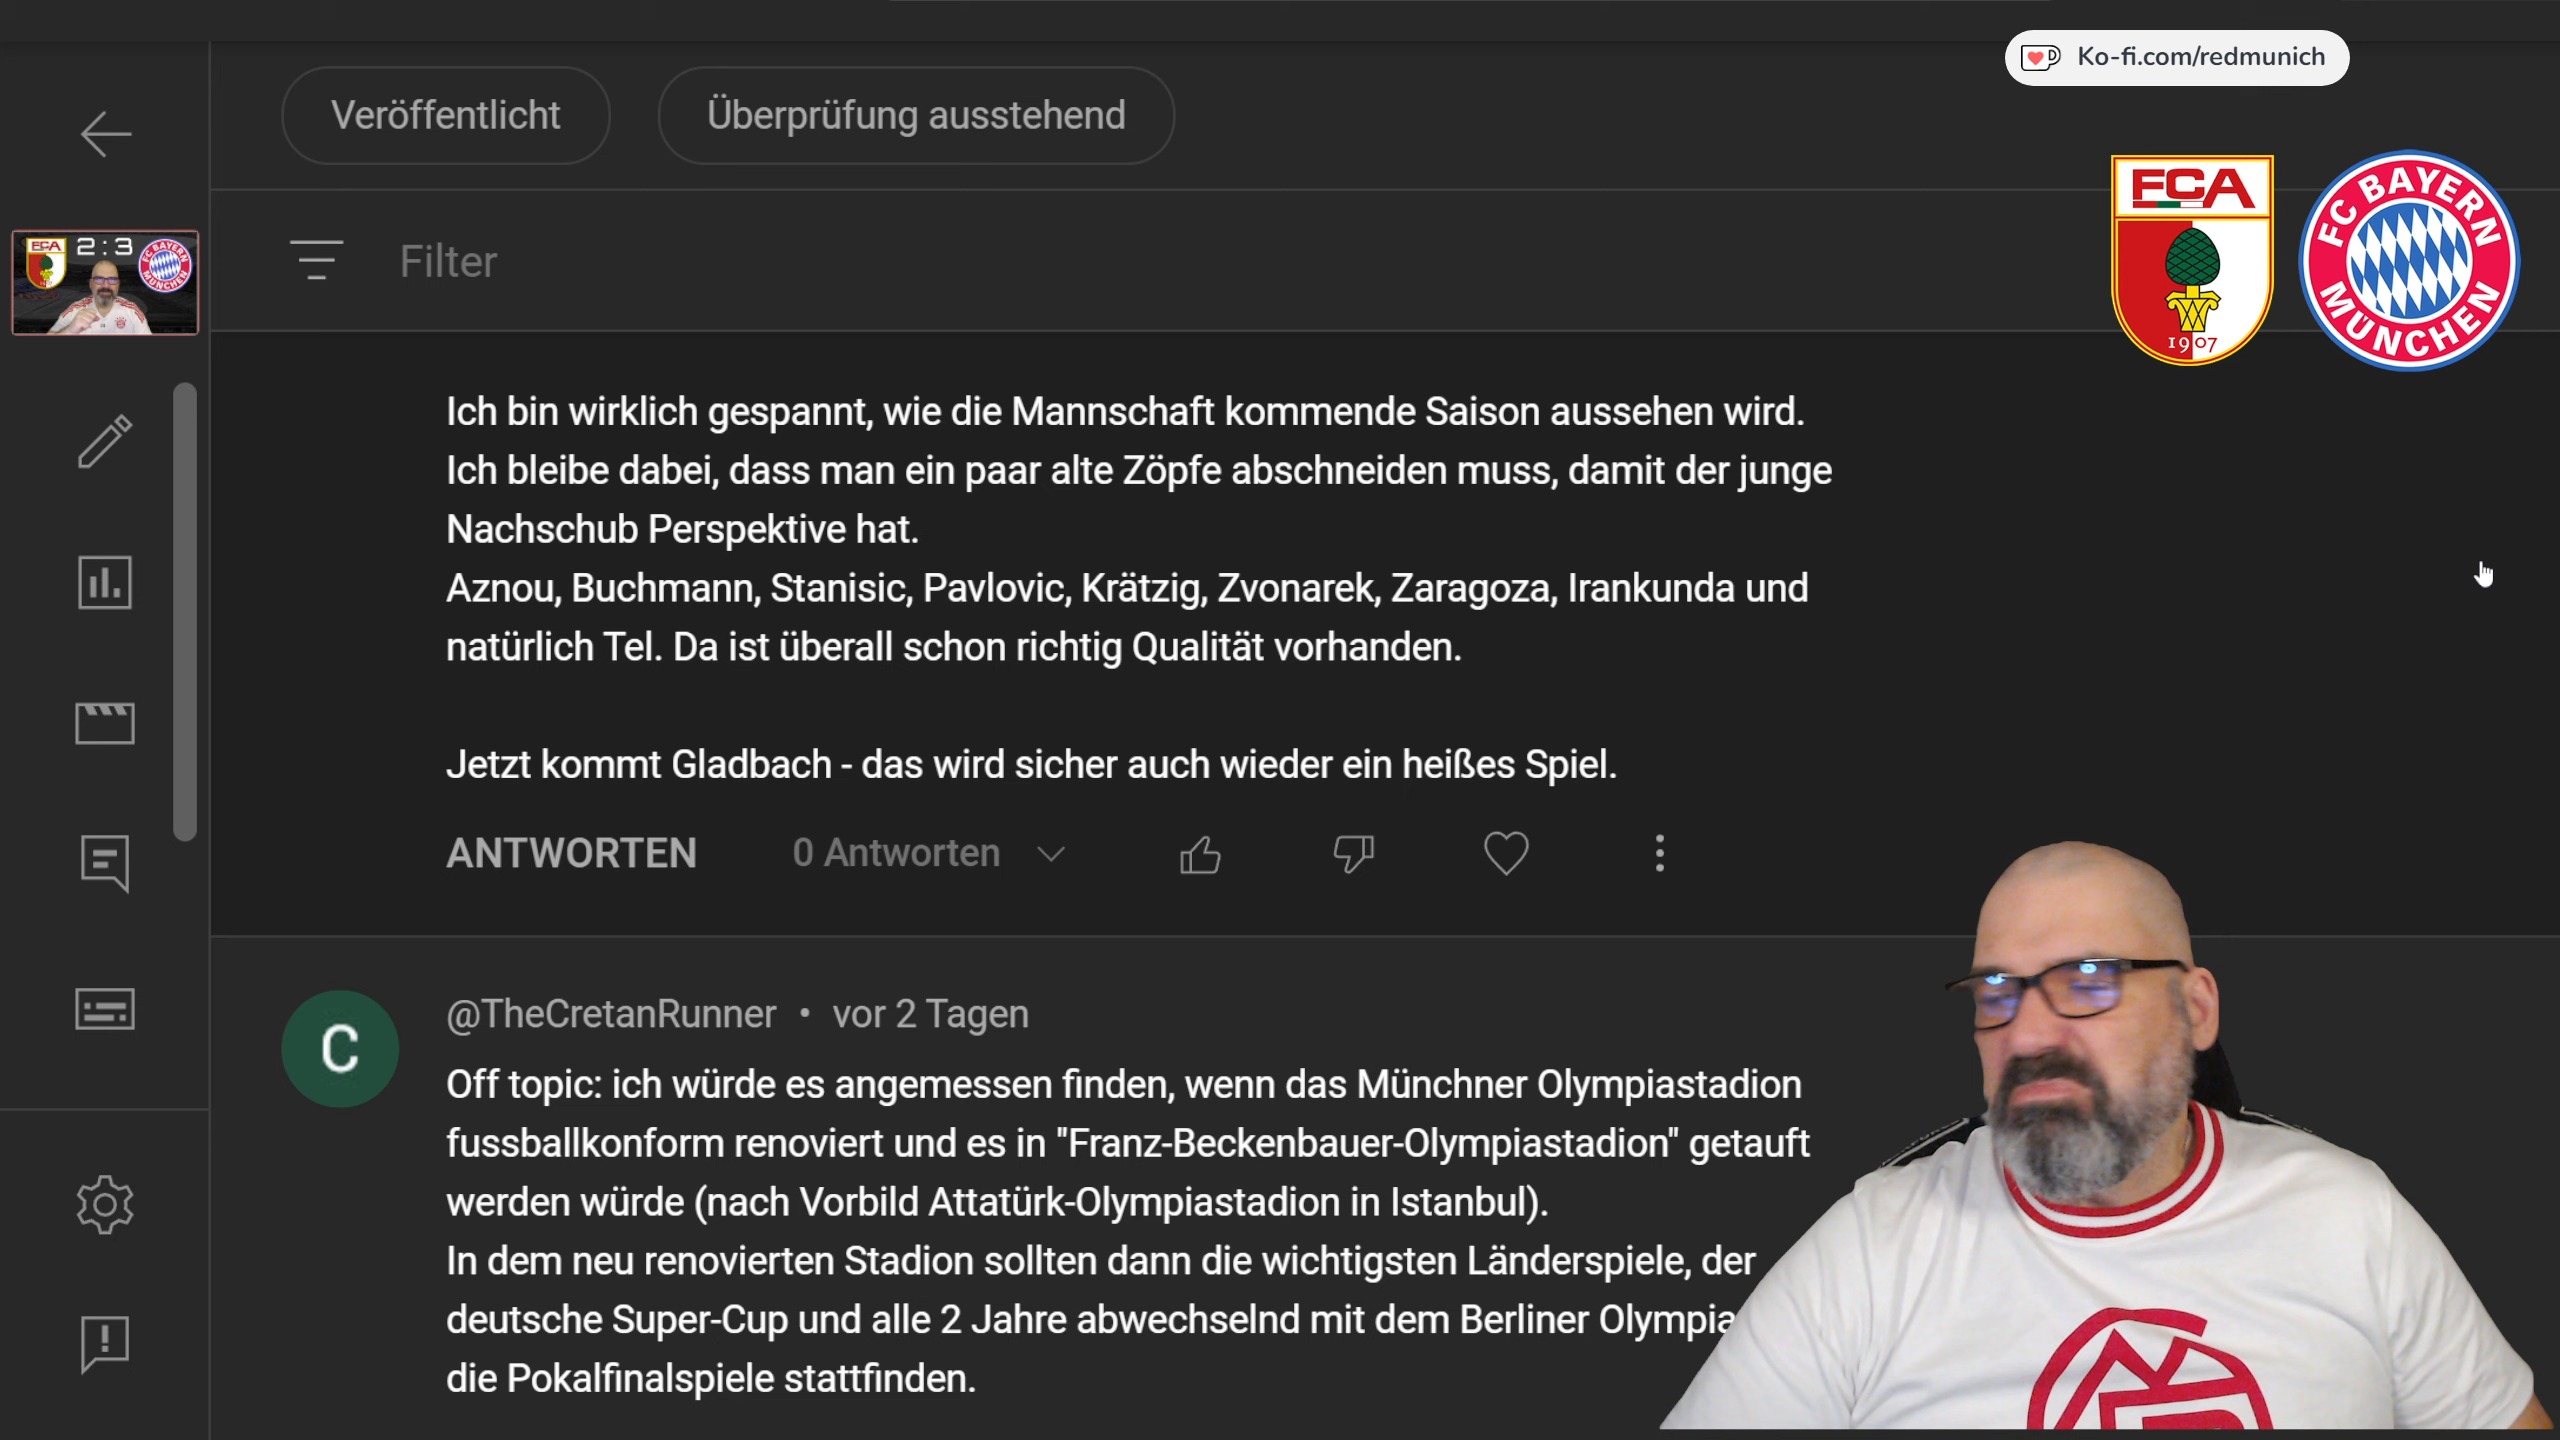 Ko-fi.com/redmunich
Veröffentlicht
Überprüfung ausstehend
Filter
FCA
1907
FC BAYERN
MÜNCHEN
FCA 2:3 FC BAYERN MÜNCHEN
Ich bin wirklich gespannt, wie die Mannschaft kommende Saison aussehen wird.
Ich bleibe dabei, dass man ein paar alte Zöpfe abschneiden muss, damit der junge
Nachschub Perspektive hat.
Aznou, Buchmann, Stanisic, Pavlovic, Krätzig, Zvonarek, Zaragoza, Irankunda und
natürlich Tel. Da ist überall schon richtig Qualität vorhanden.
Jetzt kommt Gladbach - das wird sicher auch wieder ein heißes Spiel.
ANTWORTEN
0 Antworten
C
@TheCretanRunner • vor 2 Tagen
Off topic: ich würde es angemessen finden, wenn das Münchner Olympiastadion
fussballkonform renoviert und es in "Franz-Beckenbauer-Olympiastadion" getauft
werden würde (nach Vorbild Attatürk-Olympiastadion in Istanbul).
In dem neu renovierten Stadion sollten dann die wichtigsten Länderspiele, der
deutsche Super-Cup und alle 2 Jahre abwechselnd mit dem Berliner Olympia
die Pokalfinalspiele stattfinden.